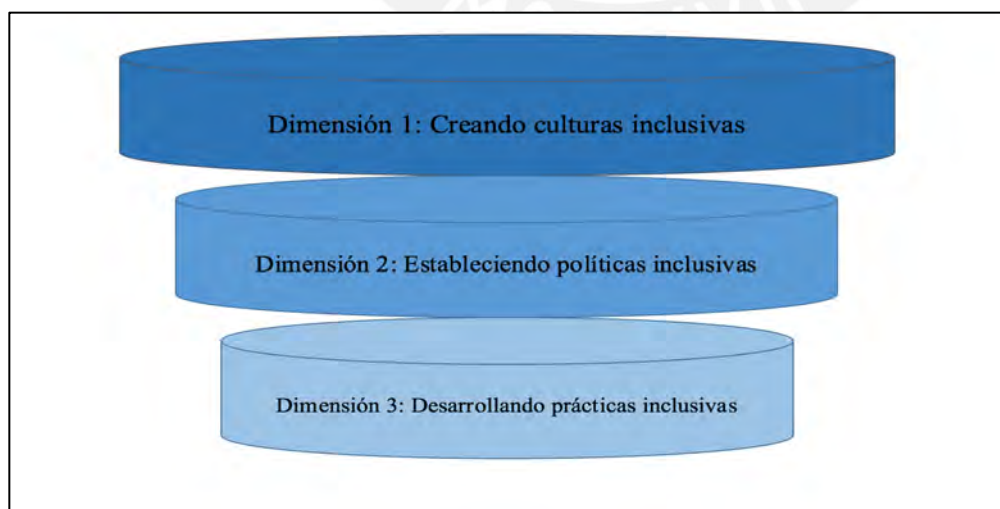 Dimensión 1: Creando culturas inclusivas
Dimensión 2: Estableciendo políticas inclusivas
Dimensión 3: Desarrollando prácticas inclusivas